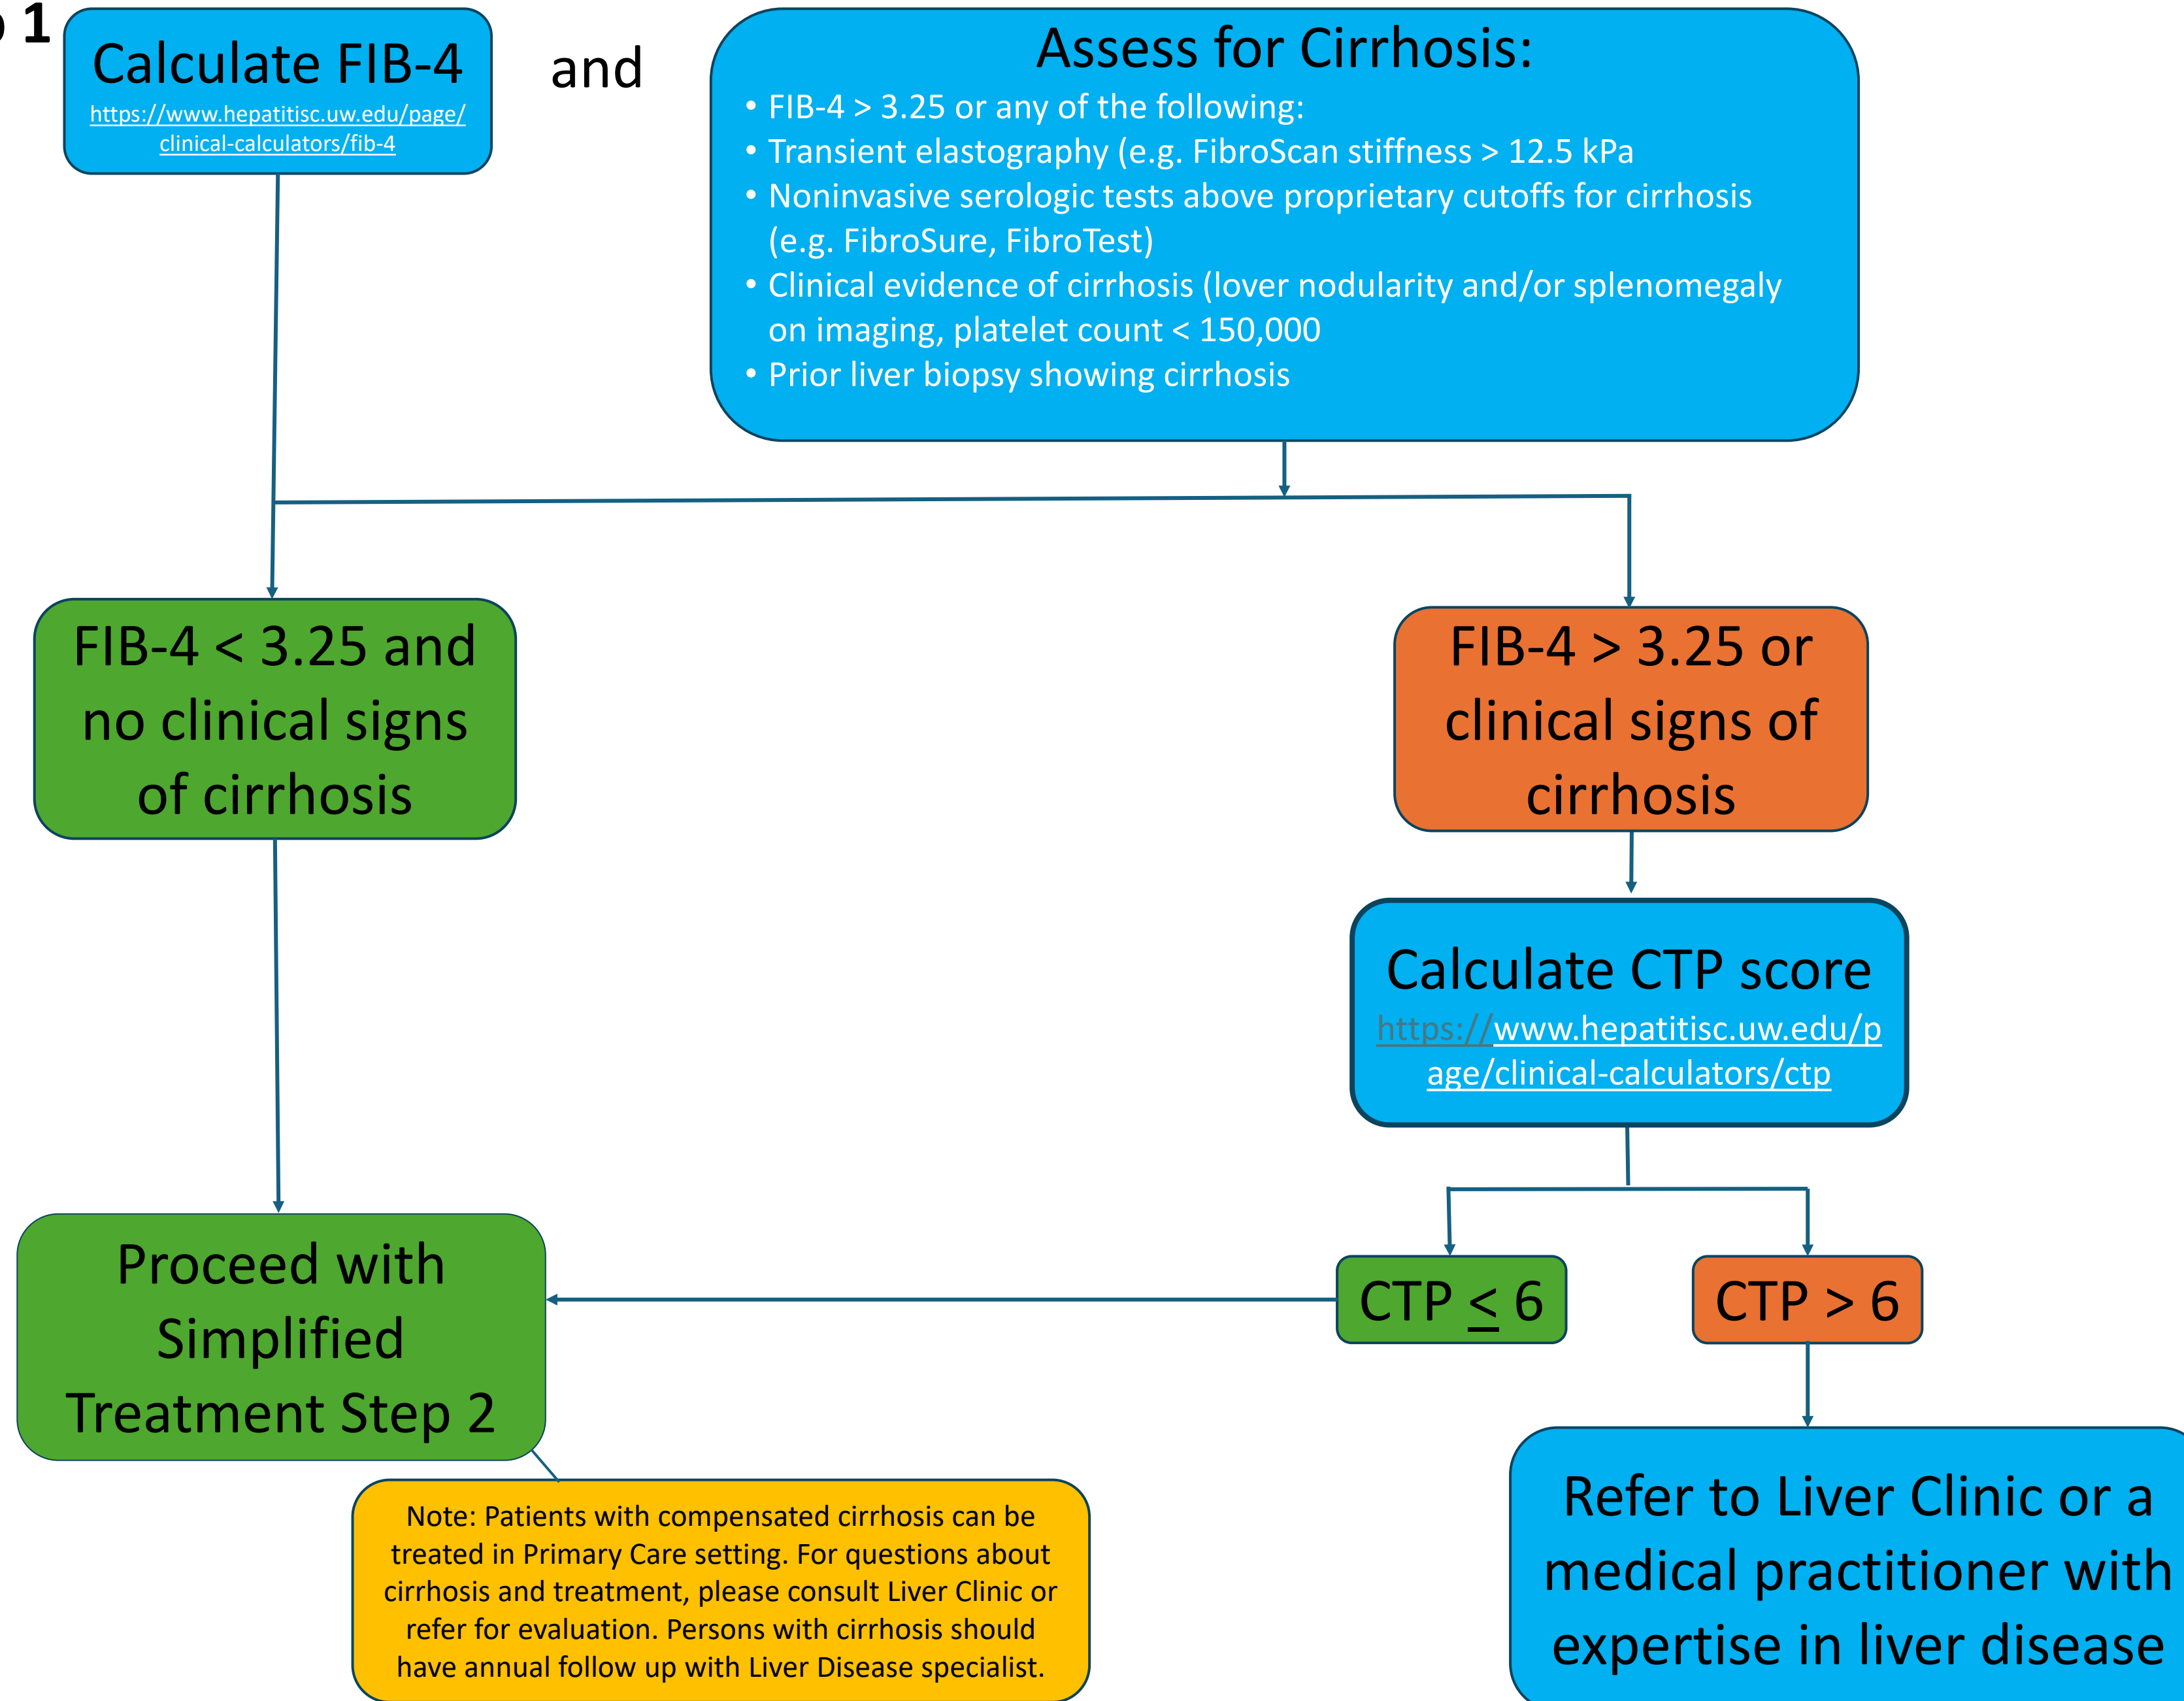 p 1
Calculate FIB-4
https://www.hepatitisc.uw.edu/page/
clinical-calculators/fib-4
and
Assess for Cirrhosis:
• FIB-4 > 3.25 or any of the following:
• Transient elastography (e.g. FibroScan stiffness > 12.5 kPa
• Noninvasive serologic tests above proprietary cutoffs for cirrhosis
(e.g. FibroSure, FibroTest)
• Clinical evidence of cirrhosis (lover nodularity and/or splenomegaly
on imaging, platelet count < 150,000
• Prior liver biopsy showing cirrhosis
FIB-4 < 3.25 and
no clinical signs
of cirrhosis
FIB-4 > 3.25 or
clinical signs of
cirrhosis
Calculate CTP score
https://www.hepatitisc.uw.edu/p
age/clinical-calculators/ctp
CTP ≤ 6
CTP > 6
Proceed with
Simplified
Treatment Step 2
Note: Patients with compensated cirrhosis can be
treated in Primary Care setting. For questions about
cirrhosis and treatment, please consult Liver Clinic or
refer for evaluation. Persons with cirrhosis should
have annual follow up with Liver Disease specialist.
Refer to Liver Clinic or a
medical practitioner with
expertise in liver disease